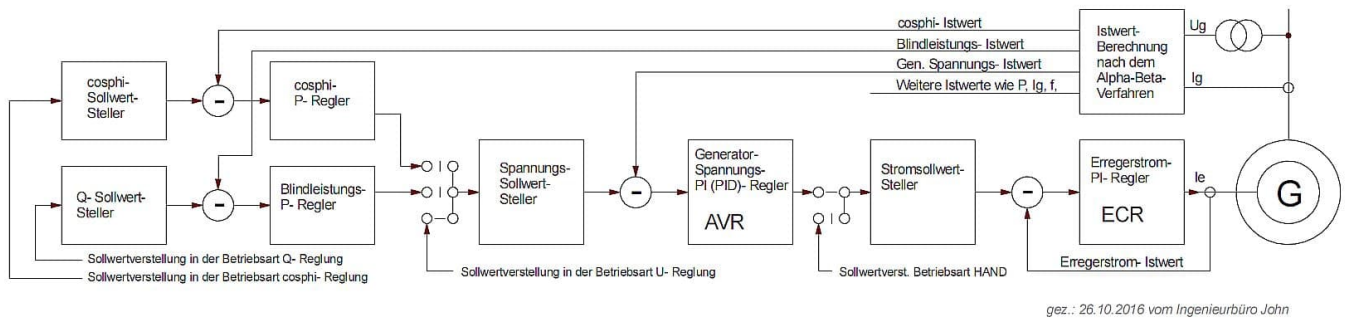 cosphi- Istwert
Blindleistungs- Istwert
Gen. Spannungs- Istwert
Weitere Istwerte wie P, Ig, f,
Istwert-
Berechnung
nach dem
Alpha-Beta-
Verfahren
Ug
Ig
cosphi-
Sollwert-
Steller
-
cosphi-
P- Regler
Q- Sollwert-
Steller
-
Blindleistungs-
P- Regler
Spannungs-
Sollwert-
Steller
-
Generator-
Spannungs-
PI (PID)- Regler
AVR
Stromsollwert-
Steller
-
Erregerstrom-
PI- Regler
ECR
Ie
G
Sollwertverstellung in der Betriebsart Q- Reglung
Sollwertverstellung in der Betriebsart cosphi- Reglung
Sollwertverstellung in der Betriebsart U- Reglung
Sollwertverst. Betriebsart HAND
Erregerstrom- Istwert
gez.: 26.10.2016 vom Ingenieurbüro John